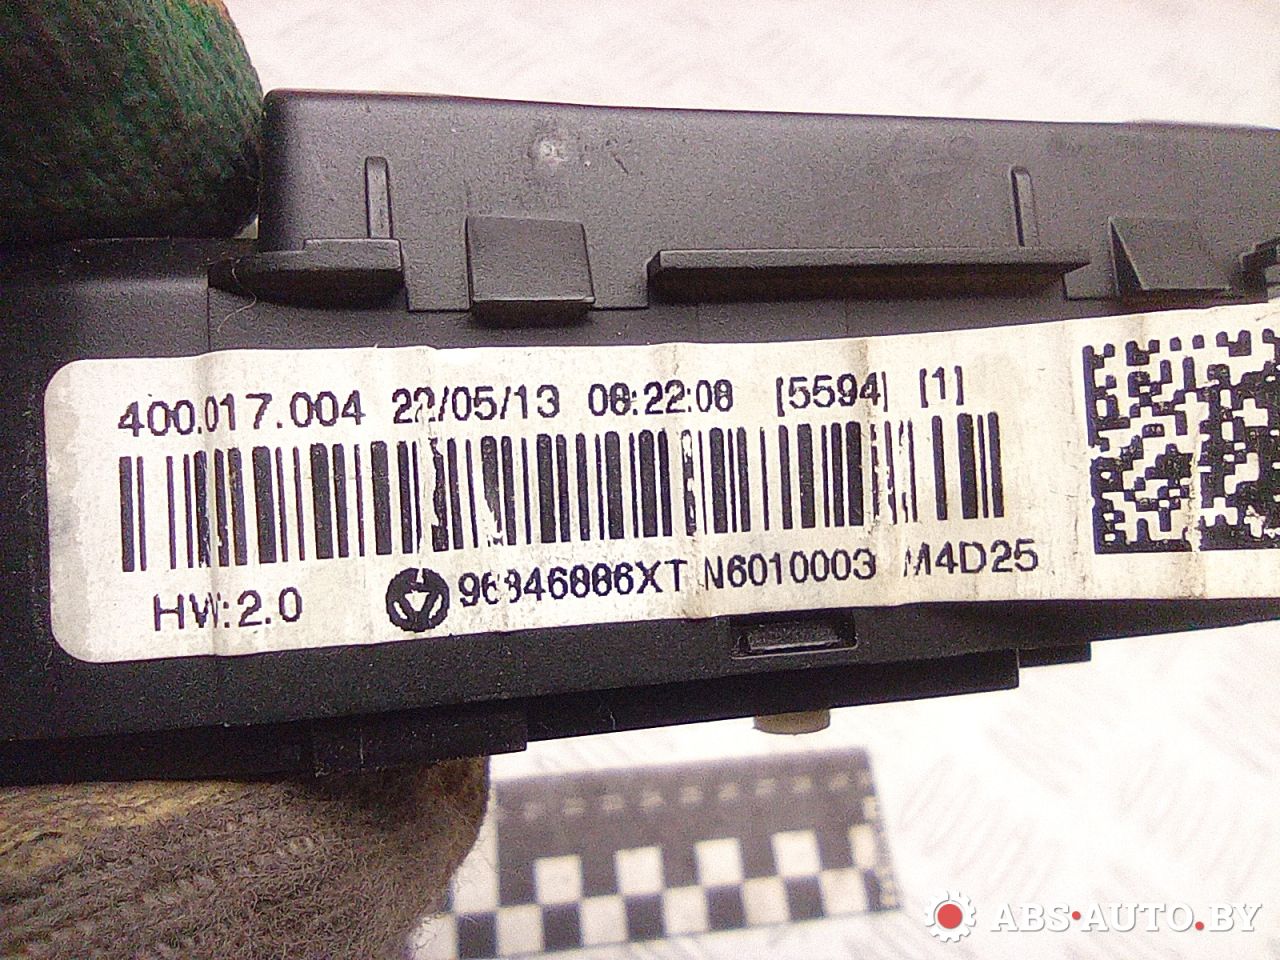 400.017.004 22/05/13 08:22:08 [5594] [1]
HW:2.0 96846886XT N6010003 M4D25
ABS-AUTO.BY